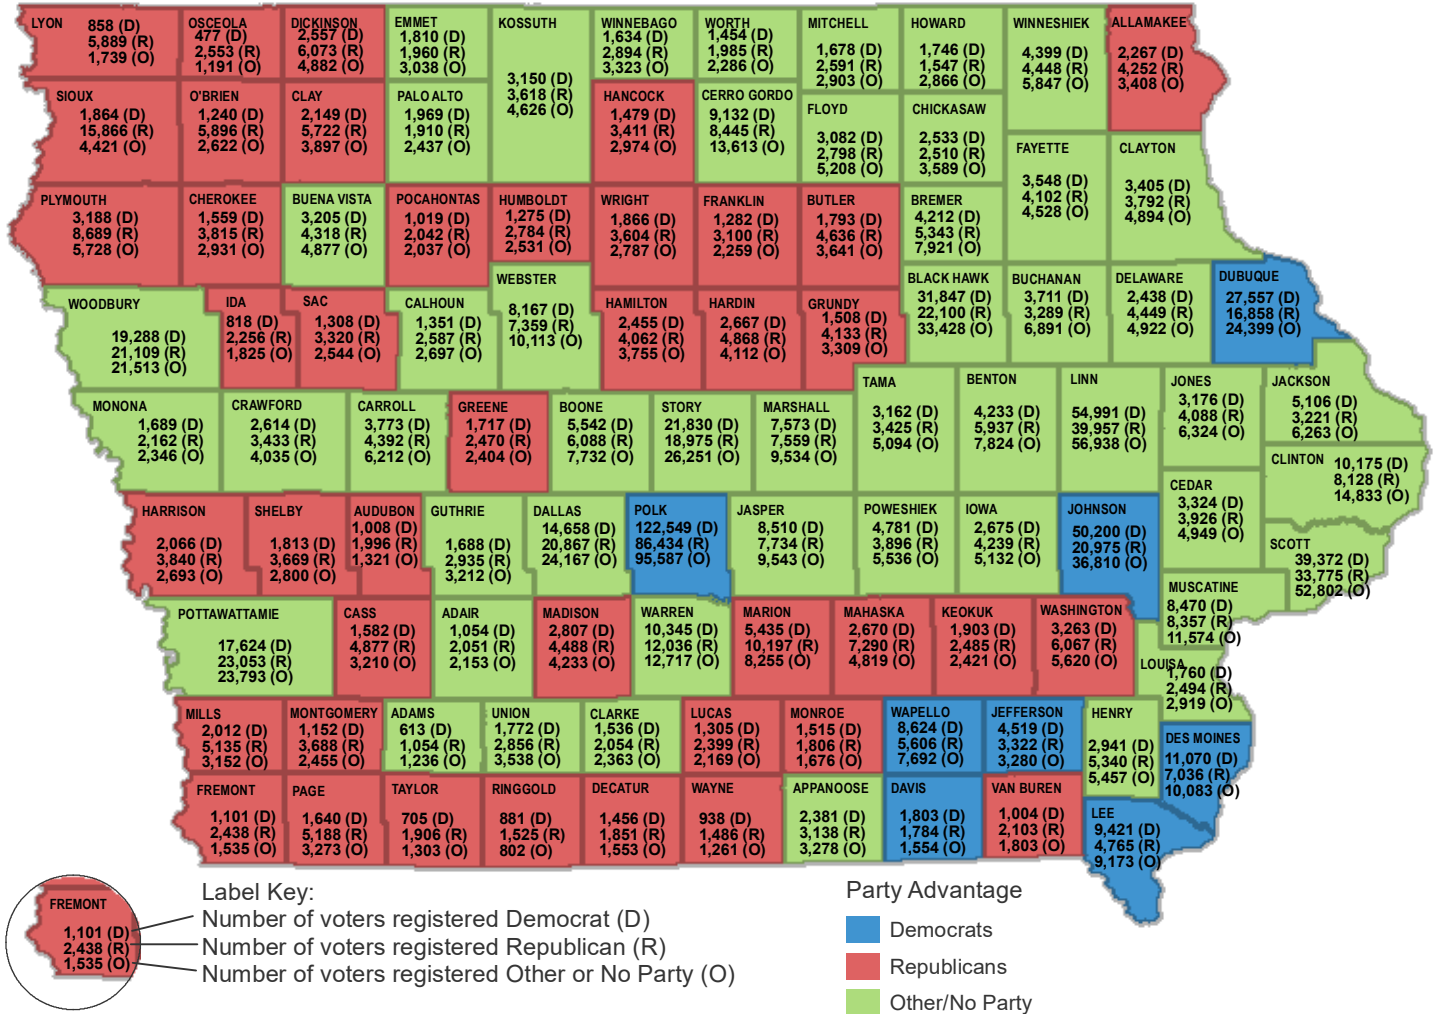 LYON
858 (D)
5,889 (R)
1,739 (O)
OSCEOLA
477 (D)
2,553 (R)
1,191 (O)
DICKINSON
2,557 (D)
6,073 (R)
4,882 (O)
EMMET
1,810 (D)
1,960 (R)
3,038 (O)
KOSSUTH
3,150 (D)
3,618 (R)
4,626 (O)
WINNEBAGO
1,634 (D)
2,894 (R)
3,323 (O)
WORTH
1,454 (D)
1,985 (R)
2,286 (O)
MITCHELL
1,678 (D)
2,591 (R)
2,903 (O)
HOWARD
1,746 (D)
1,547 (R)
2,866 (O)
WINNESHIEK
4,399 (D)
4,448 (R)
5,847 (O)
ALLAMAKEE
2,267 (D)
4,252 (R)
3,408 (O)
SIOUX
1,864 (D)
15,866 (R)
4,421 (O)
O'BRIEN
1,240 (D)
5,896 (R)
2,622 (O)
CLAY
2,149 (D)
5,722 (R)
3,897 (O)
PALO ALTO
1,969 (D)
1,910 (R)
2,437 (O)
HANCOCK
1,479 (D)
3,411 (R)
2,974 (O)
CERRO GORDO
9,132 (D)
8,445 (R)
13,613 (O)
FLOYD
3,082 (D)
2,798 (R)
5,208 (O)
CHICKASAW
2,533 (D)
2,510 (R)
3,589 (O)
FAYETTE
3,548 (D)
4,102 (R)
4,528 (O)
CLAYTON
3,405 (D)
3,792 (R)
4,894 (O)
PLYMOUTH
3,188 (D)
8,689 (R)
5,728 (O)
CHEROKEE
1,559 (D)
3,815 (R)
2,931 (O)
BUENA VISTA
3,205 (D)
4,318 (R)
4,877 (O)
POCAHONTAS
1,019 (D)
2,042 (R)
2,037 (O)
HUMBOLDT
1,275 (D)
2,784 (R)
2,531 (O)
WRIGHT
1,866 (D)
3,604 (R)
2,787 (O)
FRANKLIN
1,282 (D)
3,100 (R)
2,259 (O)
BUTLER
1,793 (D)
4,636 (R)
3,641 (O)
BREMER
4,212 (D)
5,343 (R)
7,921 (O)
WOODBURY
19,288 (D)
21,109 (R)
21,513 (O)
IDA
818 (D)
2,256 (R)
1,825 (O)
SAC
1,308 (D)
3,320 (R)
2,544 (O)
CALHOUN
1,351 (D)
2,587 (R)
2,697 (O)
WEBSTER
8,167 (D)
7,359 (R)
10,113 (O)
HAMILTON
2,455 (D)
4,062 (R)
3,755 (O)
HARDIN
2,667 (D)
4,868 (R)
4,112 (O)
GRUNDY
1,508 (D)
4,133 (R)
3,309 (O)
BLACK HAWK
31,847 (D)
22,100 (R)
33,428 (O)
BUCHANAN
3,711 (D)
3,289 (R)
6,891 (O)
DELAWARE
2,438 (D)
4,449 (R)
4,922 (O)
DUBUQUE
27,557 (D)
16,858 (R)
24,399 (O)
MONONA
1,689 (D)
2,162 (R)
2,346 (O)
CRAWFORD
2,614 (D)
3,433 (R)
4,035 (O)
CARROLL
3,773 (D)
4,392 (R)
6,212 (O)
GREENE
1,717 (D)
2,470 (R)
2,404 (O)
BOONE
5,542 (D)
6,088 (R)
7,732 (O)
STORY
21,830 (D)
18,975 (R)
26,251 (O)
MARSHALL
7,573 (D)
7,559 (R)
9,534 (O)
TAMA
3,162 (D)
3,425 (R)
5,094 (O)
BENTON
4,233 (D)
5,937 (R)
7,824 (O)
LINN
54,991 (D)
39,957 (R)
56,938 (O)
JONES
3,176 (D)
4,088 (R)
6,324 (O)
JACKSON
5,106 (D)
3,221 (R)
6,263 (O)
CLINTON
10,175 (D)
8,128 (R)
14,833 (O)
HARRISON
2,066 (D)
3,840 (R)
2,693 (O)
SHELBY
1,813 (D)
3,669 (R)
2,800 (O)
AUDUBON
1,008 (D)
1,996 (R)
1,321 (O)
GUTHRIE
1,688 (D)
2,935 (R)
3,212 (O)
DALLAS
14,658 (D)
20,867 (R)
24,167 (O)
POLK
122,549 (D)
86,434 (R)
95,587 (O)
JASPER
8,510 (D)
7,734 (R)
9,543 (O)
POWESHIEK
4,781 (D)
3,896 (R)
5,536 (O)
IOWA
2,675 (D)
4,239 (R)
5,132 (O)
JOHNSON
50,200 (D)
20,975 (R)
36,810 (O)
CEDAR
3,324 (D)
3,926 (R)
4,949 (O)
SCOTT
39,372 (D)
33,775 (R)
52,802 (O)
MUSCATINE
8,470 (D)
8,357 (R)
11,574 (O)
POTTAWATTAMIE
17,624 (D)
23,053 (R)
23,793 (O)
CASS
1,582 (D)
4,877 (R)
3,210 (O)
ADAIR
1,054 (D)
2,051 (R)
2,153 (O)
MADISON
2,807 (D)
4,488 (R)
4,233 (O)
WARREN
10,345 (D)
12,036 (R)
12,717 (O)
MARION
5,435 (D)
10,197 (R)
8,255 (O)
MAHASKA
2,670 (D)
7,290 (R)
4,819 (O)
KEOKUK
1,903 (D)
2,485 (R)
2,421 (O)
WASHINGTON
3,263 (D)
6,067 (R)
5,620 (O)
LOUISA
1,760 (D)
2,494 (R)
2,919 (O)
MILLS
2,012 (D)
5,135 (R)
3,152 (O)
MONTGOMERY
1,152 (D)
3,688 (R)
2,455 (O)
ADAMS
613 (D)
1,054 (R)
1,236 (O)
UNION
1,772 (D)
2,856 (R)
3,538 (O)
CLARKE
1,536 (D)
2,054 (R)
2,363 (O)
LUCAS
1,305 (D)
2,399 (R)
2,169 (O)
MONROE
1,515 (D)
1,806 (R)
1,676 (O)
WAPELLO
8,624 (D)
5,606 (R)
7,692 (O)
JEFFERSON
4,519 (D)
3,322 (R)
3,280 (O)
HENRY
2,941 (D)
5,340 (R)
5,457 (O)
DES MOINES
11,070 (D)
7,036 (R)
10,083 (O)
FREMONT
1,101 (D)
2,438 (R)
1,535 (O)
PAGE
1,640 (D)
5,188 (R)
3,273 (O)
TAYLOR
705 (D)
1,906 (R)
1,303 (O)
RINGGOLD
881 (D)
1,525 (R)
802 (O)
DECATUR
1,456 (D)
1,851 (R)
1,553 (O)
WAYNE
938 (D)
1,486 (R)
1,261 (O)
APPANOOSE
2,381 (D)
3,138 (R)
3,278 (O)
DAVIS
1,803 (D)
1,784 (R)
1,554 (O)
VAN BUREN
1,004 (D)
2,103 (R)
1,803 (O)
LEE
9,421 (D)
4,765 (R)
9,173 (O)
FREMONT
1,101 (D)
2,438 (R)
1,535 (O)
Label Key:
Number of voters registered Democrat (D)
Number of voters registered Republican (R)
Number of voters registered Other or No Party (O)
Party Advantage
Democrats
Republicans
Other/No Party